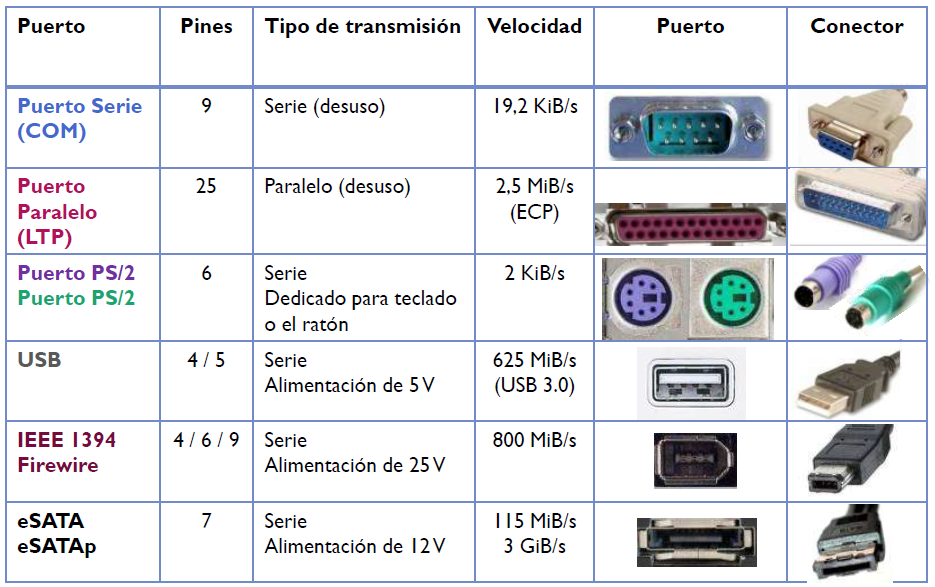 Puerto Pines Tipo de transmisión Velocidad Puerto Conector
Puerto Serie 9 Serie (desuso) 19,2 KiB/s
(COM)
Puerto 25 Paralelo (desuso) 2,5 MiB/s
Paralelo (ECP)
(LTP)
Puerto PS/2 6 Serie 2 KiB/s
Puerto PS/2 Dedicado para teclado
o el ratón
USB 4 / 5 Serie 625 MiB/s
Alimentación de 5 V (USB 3.0)
IEEE 1394 4 / 6 / 9 Serie 800 MiB/s
Firewire Alimentación de 25 V
eSATA 7 Serie 115 MiB/s
eSATAp Alimentación de 12 V 3 GiB/s